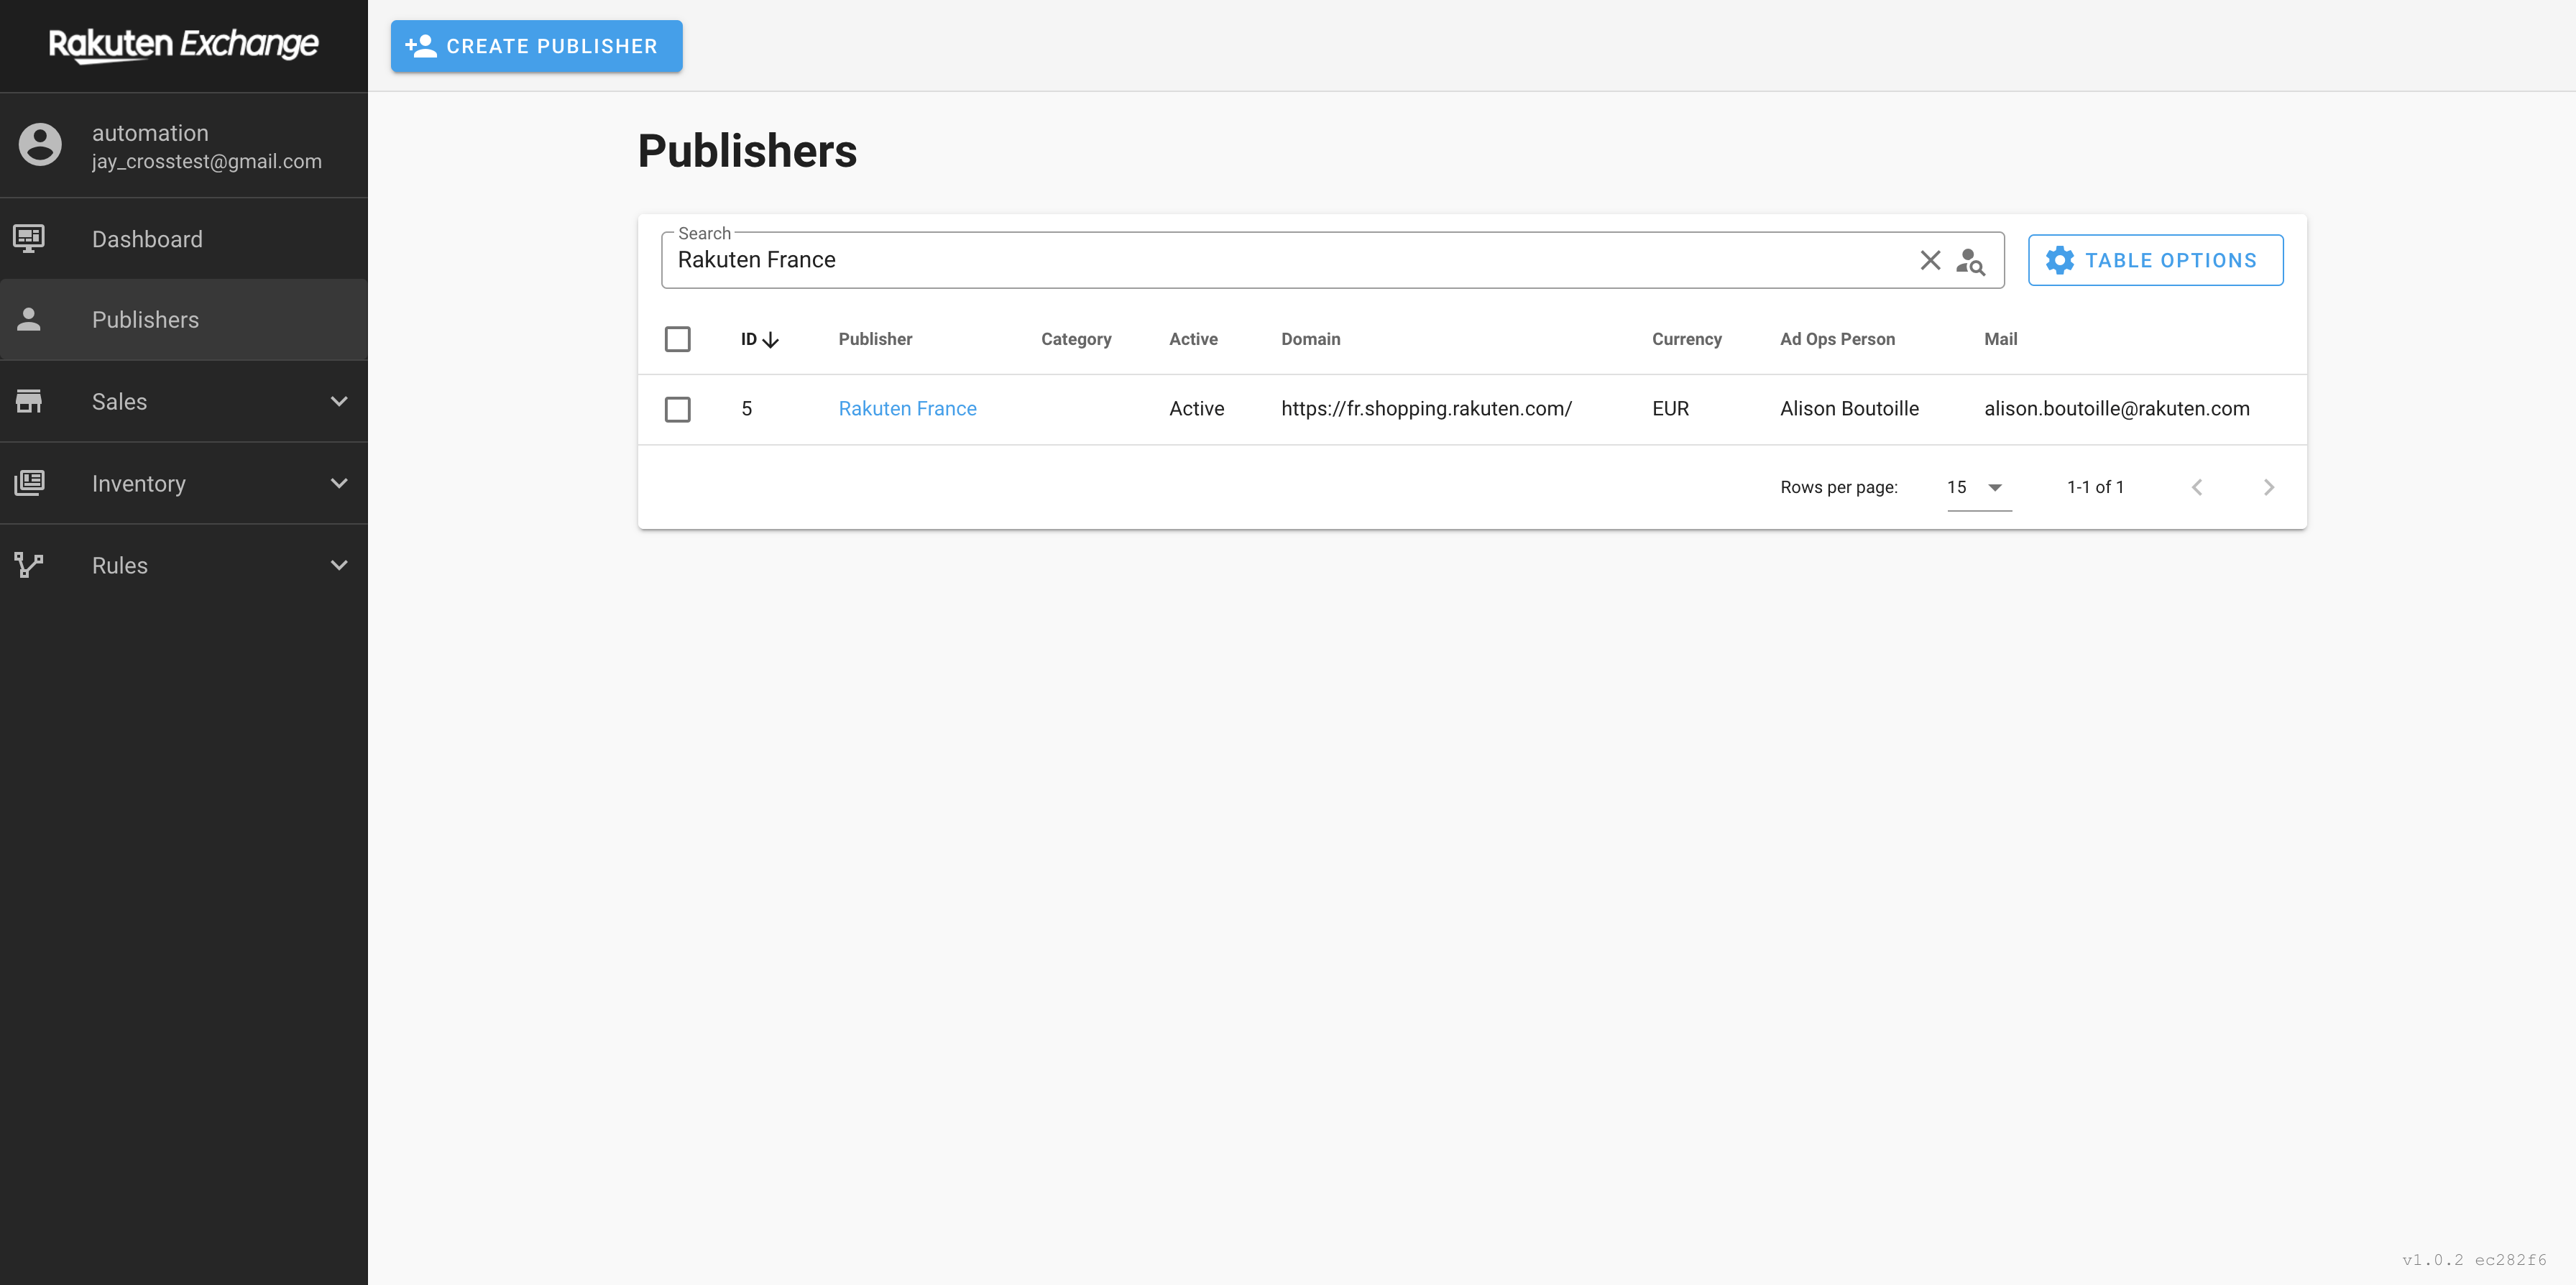 Rakuten Exchange
CREATE PUBLISHER
automation
jay_crosstest@gmail.com
Dashboard
Publishers
Sales
Inventory
Rules
Publishers
Search
Rakuten France
TABLE OPTIONS
ID Publisher Category Active Domain Currency Ad Ops Person Mail
5 Rakuten France Active https://fr.shopping.rakuten.com/ EUR Alison Boutoille alison.boutoille@rakuten.com
Rows per page: 15 1-1 of 1
v1.0.2 ec282f6